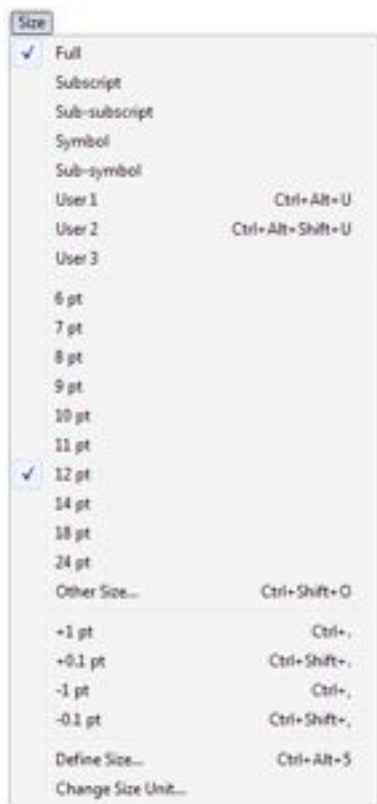 Size
✓ Full
Subscript
Sub-subscript
Symbol
Sub-symbol
User 1 Ctrl+Alt+U
User 2 Ctrl+Alt+Shift+U
User 3
6 pt
7 pt
8 pt
9 pt
10 pt
11 pt
✓ 12 pt
14 pt
18 pt
24 pt
Other Size... Ctrl+Shift+O
+1 pt Ctrl+.
+0.1 pt Ctrl+Shift+.
-1 pt Ctrl+,
-0.1 pt Ctrl+Shift+,
Define Size... Ctrl+Alt+S
Change Size Unit...